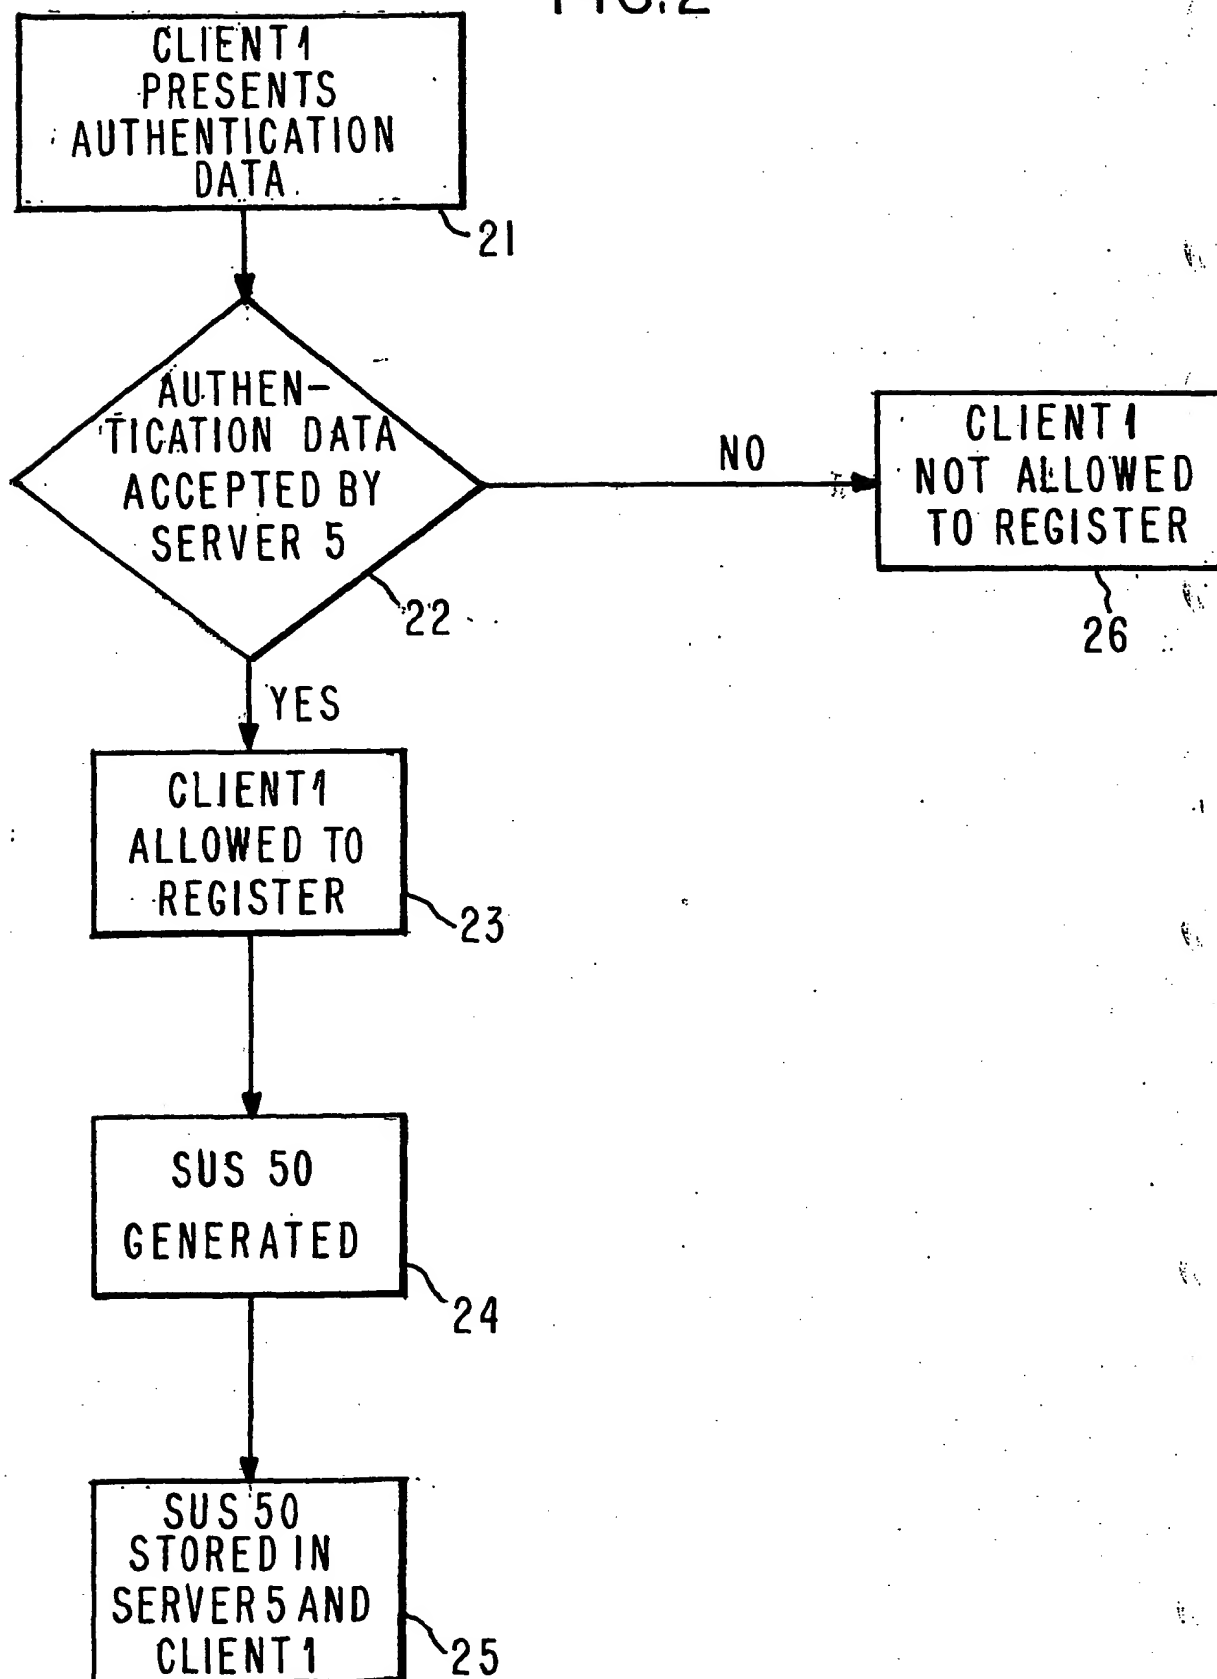 FIG. 2
CLIENT 1
PRESENTS
AUTHENTICATION
DATA
21
AUTHEN-
TICATION DATA
ACCEPTED BY
SERVER 5
22
NO
CLIENT 1
NOT ALLOWED
TO REGISTER
26
YES
CLIENT 1
ALLOWED TO
REGISTER
23
SUS 50
GENERATED
24
SUS 50
STORED IN
SERVER 5 AND
CLIENT 1
25